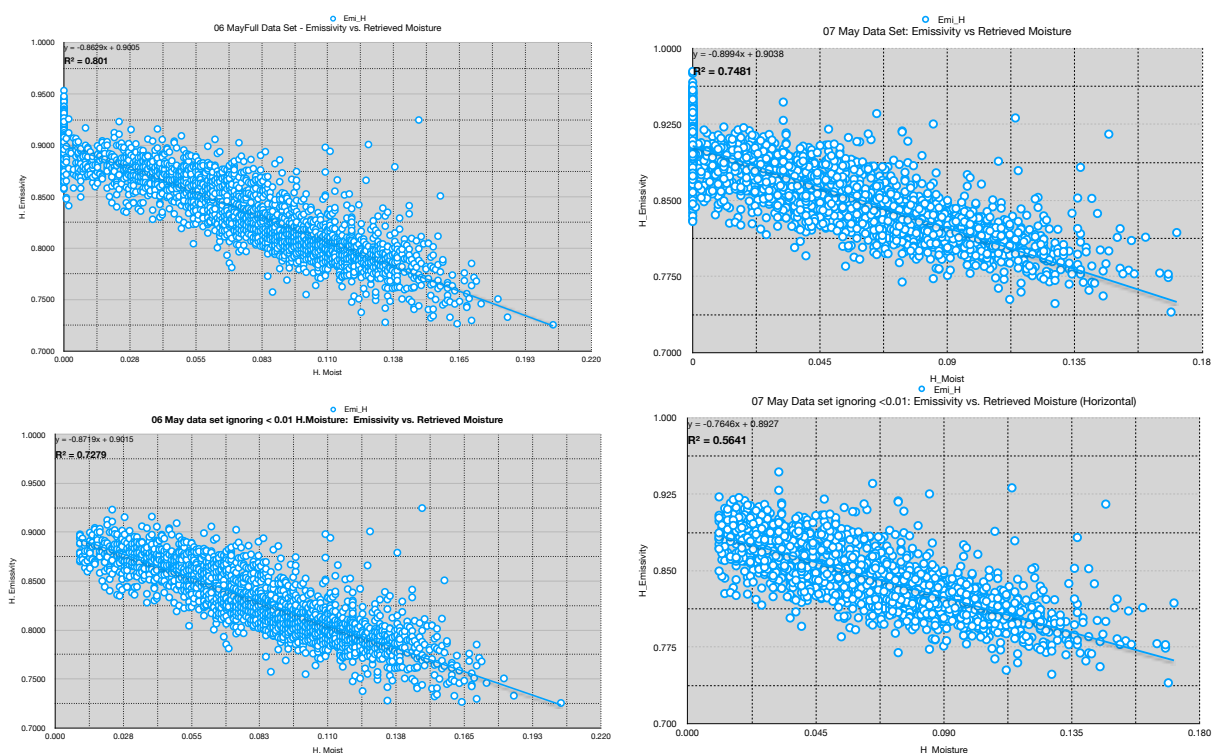 Emi_H
06 MayFull Data Set - Emissivity vs. Retrieved Moisture
1.0000
y = -0.8629x + 0.9005
R² = 0.801
0.9500
0.9000
0.8500
0.8000
0.7500
0.7000
H. Emissivity
0.000 0.028 0.055 0.083 0.110 0.138 0.165 0.193 0.220
H. Moist
Emi_H
07 May Data Set: Emissivity vs Retrieved Moisture
1.0000
y = -0.8994x + 0.9038
R² = 0.7481
0.9250
0.8500
0.7750
0.7000
H_Emissivity
0 0.045 0.09 0.135 0.18
H_Moist
Emi_H
06 May data set ignoring < 0.01 H.Moisture: Emissivity vs. Retrieved Moisture
1.0000
y = -0.8719x + 0.9015
R² = 0.7279
0.9500
0.9000
0.8500
0.8000
0.7500
0.7000
H. Emissivity
0.000 0.028 0.055 0.083 0.110 0.138 0.165 0.193 0.220
H. Moist
Emi_H
07 May Data set ignoring <0.01: Emissivity vs. Retrieved Moisture (Horizontal)
1.000
y = -0.7646x + 0.8927
R² = 0.5641
0.925
0.850
0.775
0.700
H_Emissivity
0.000 0.045 0.090 0.135 0.180
H_Moisture